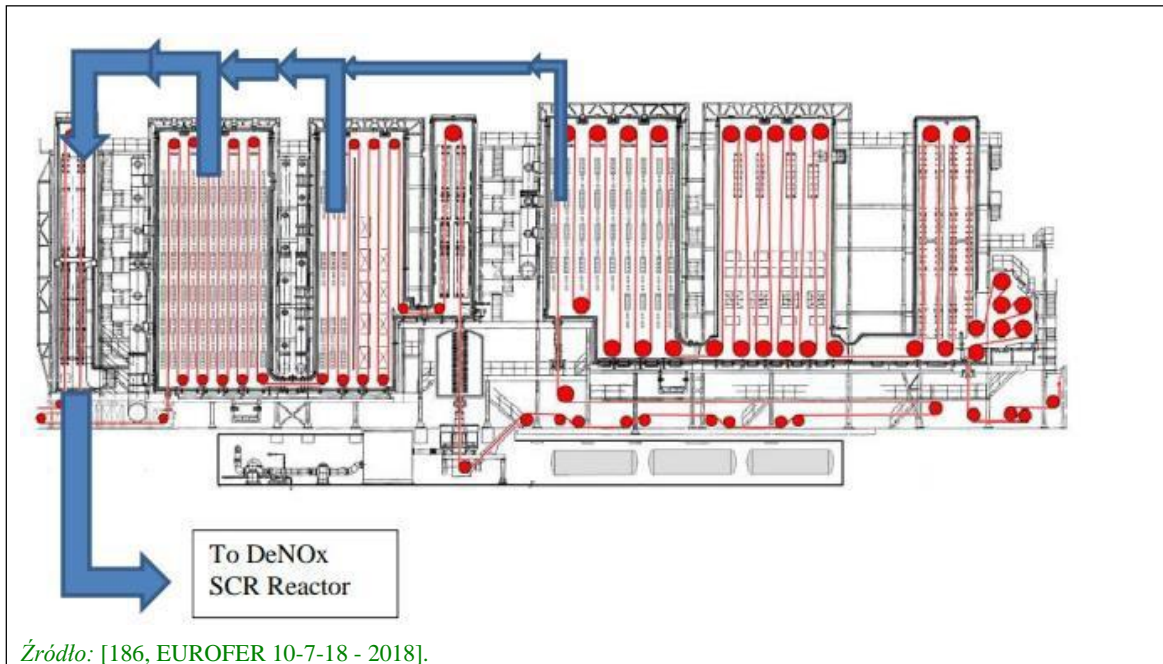 To DeNOx
SCR Reactor
Źródło: [186, EUROFER 10-7-18 - 2018].